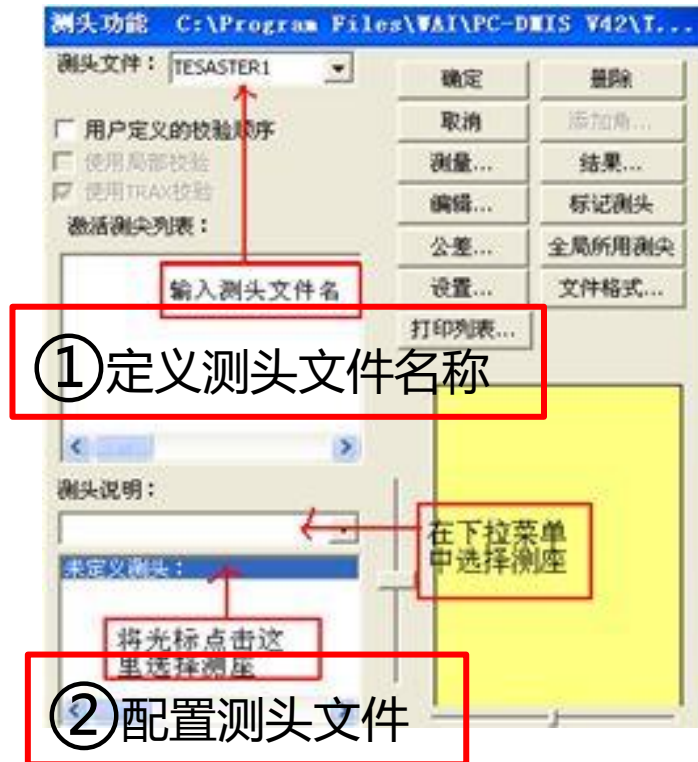 测头功能 C:\Program Files\WAI\PC-DMIS V42\T...
测头文件： TESASTER1
确定 删除
用户定义的校验顺序
取消 添加角...
使用局部校验
测量... 结果...
使用TRAX校验
编辑... 标记测头
激活测尖列表：
公差... 全局所用测尖
输入测头文件名
设置... 文件格式...
打印列表...
①定义测头文件名称
测头说明：
在下拉菜单
中选择测座
未定义测头：
将光标点击这
里选择测座
②配置测头文件